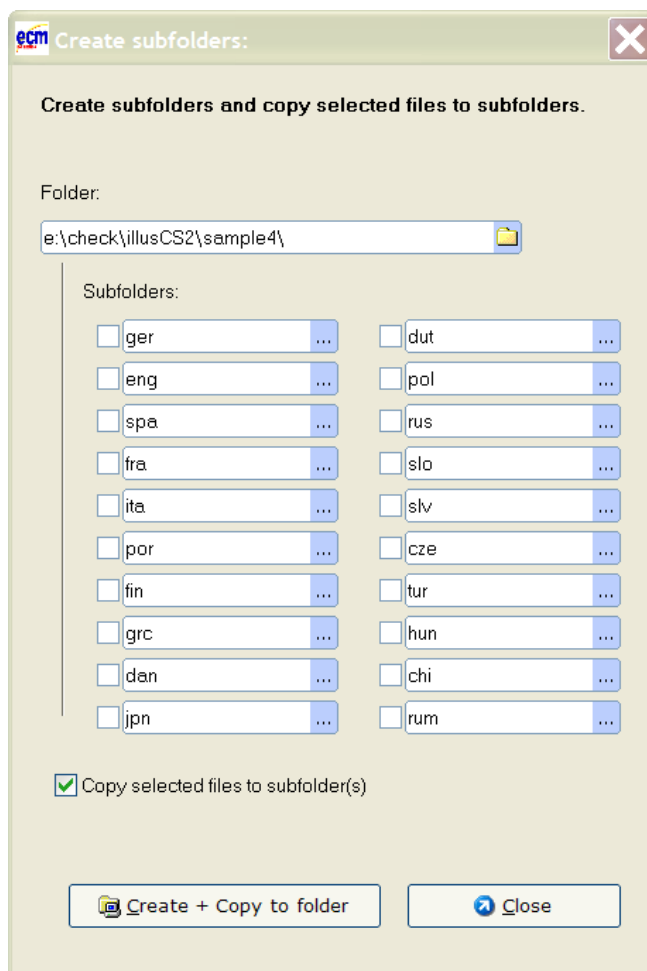 ecm Create subfolders:
Create subfolders and copy selected files to subfolders.
Folder:
e:\check\illusCS2\sample4\
Subfolders:
ger ... dut ...
eng ... pol ...
spa ... rus ...
fra ... slo ...
ita ... slv ...
por ... cze ...
fin ... tur ...
grc ... hun ...
dan ... chi ...
jpn ... rum ...
Copy selected files to subfolder(s)
Create + Copy to folder Close